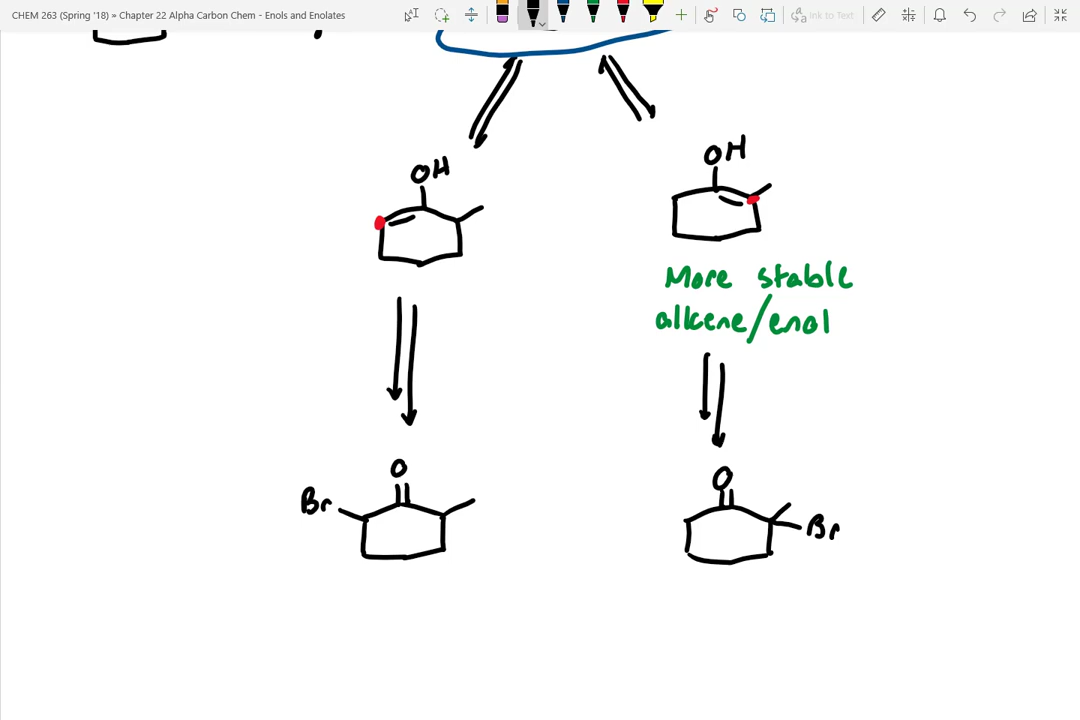 CHEM 263 (Spring '18) » Chapter 22 Alpha Carbon Chem - Enols and Enolates
Ink to Text
OH
OH
More stable
alkene/enol
O
O
Br
Br